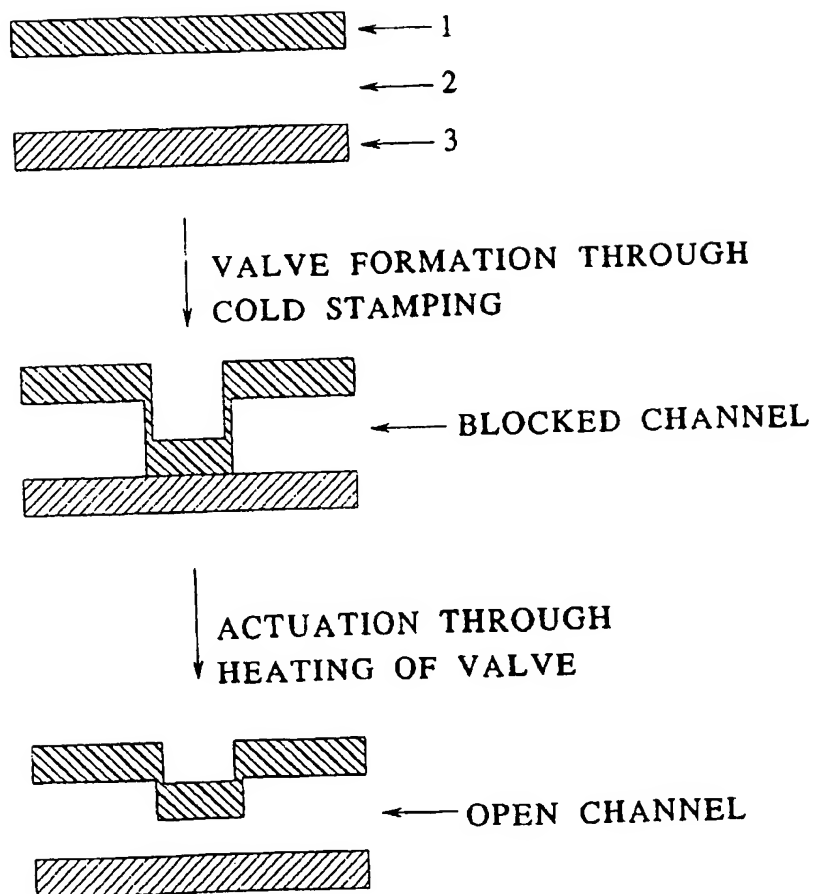 1
2
3
VALVE FORMATION THROUGH
COLD STAMPING
BLOCKED CHANNEL
ACTUATION THROUGH
HEATING OF VALVE
OPEN CHANNEL